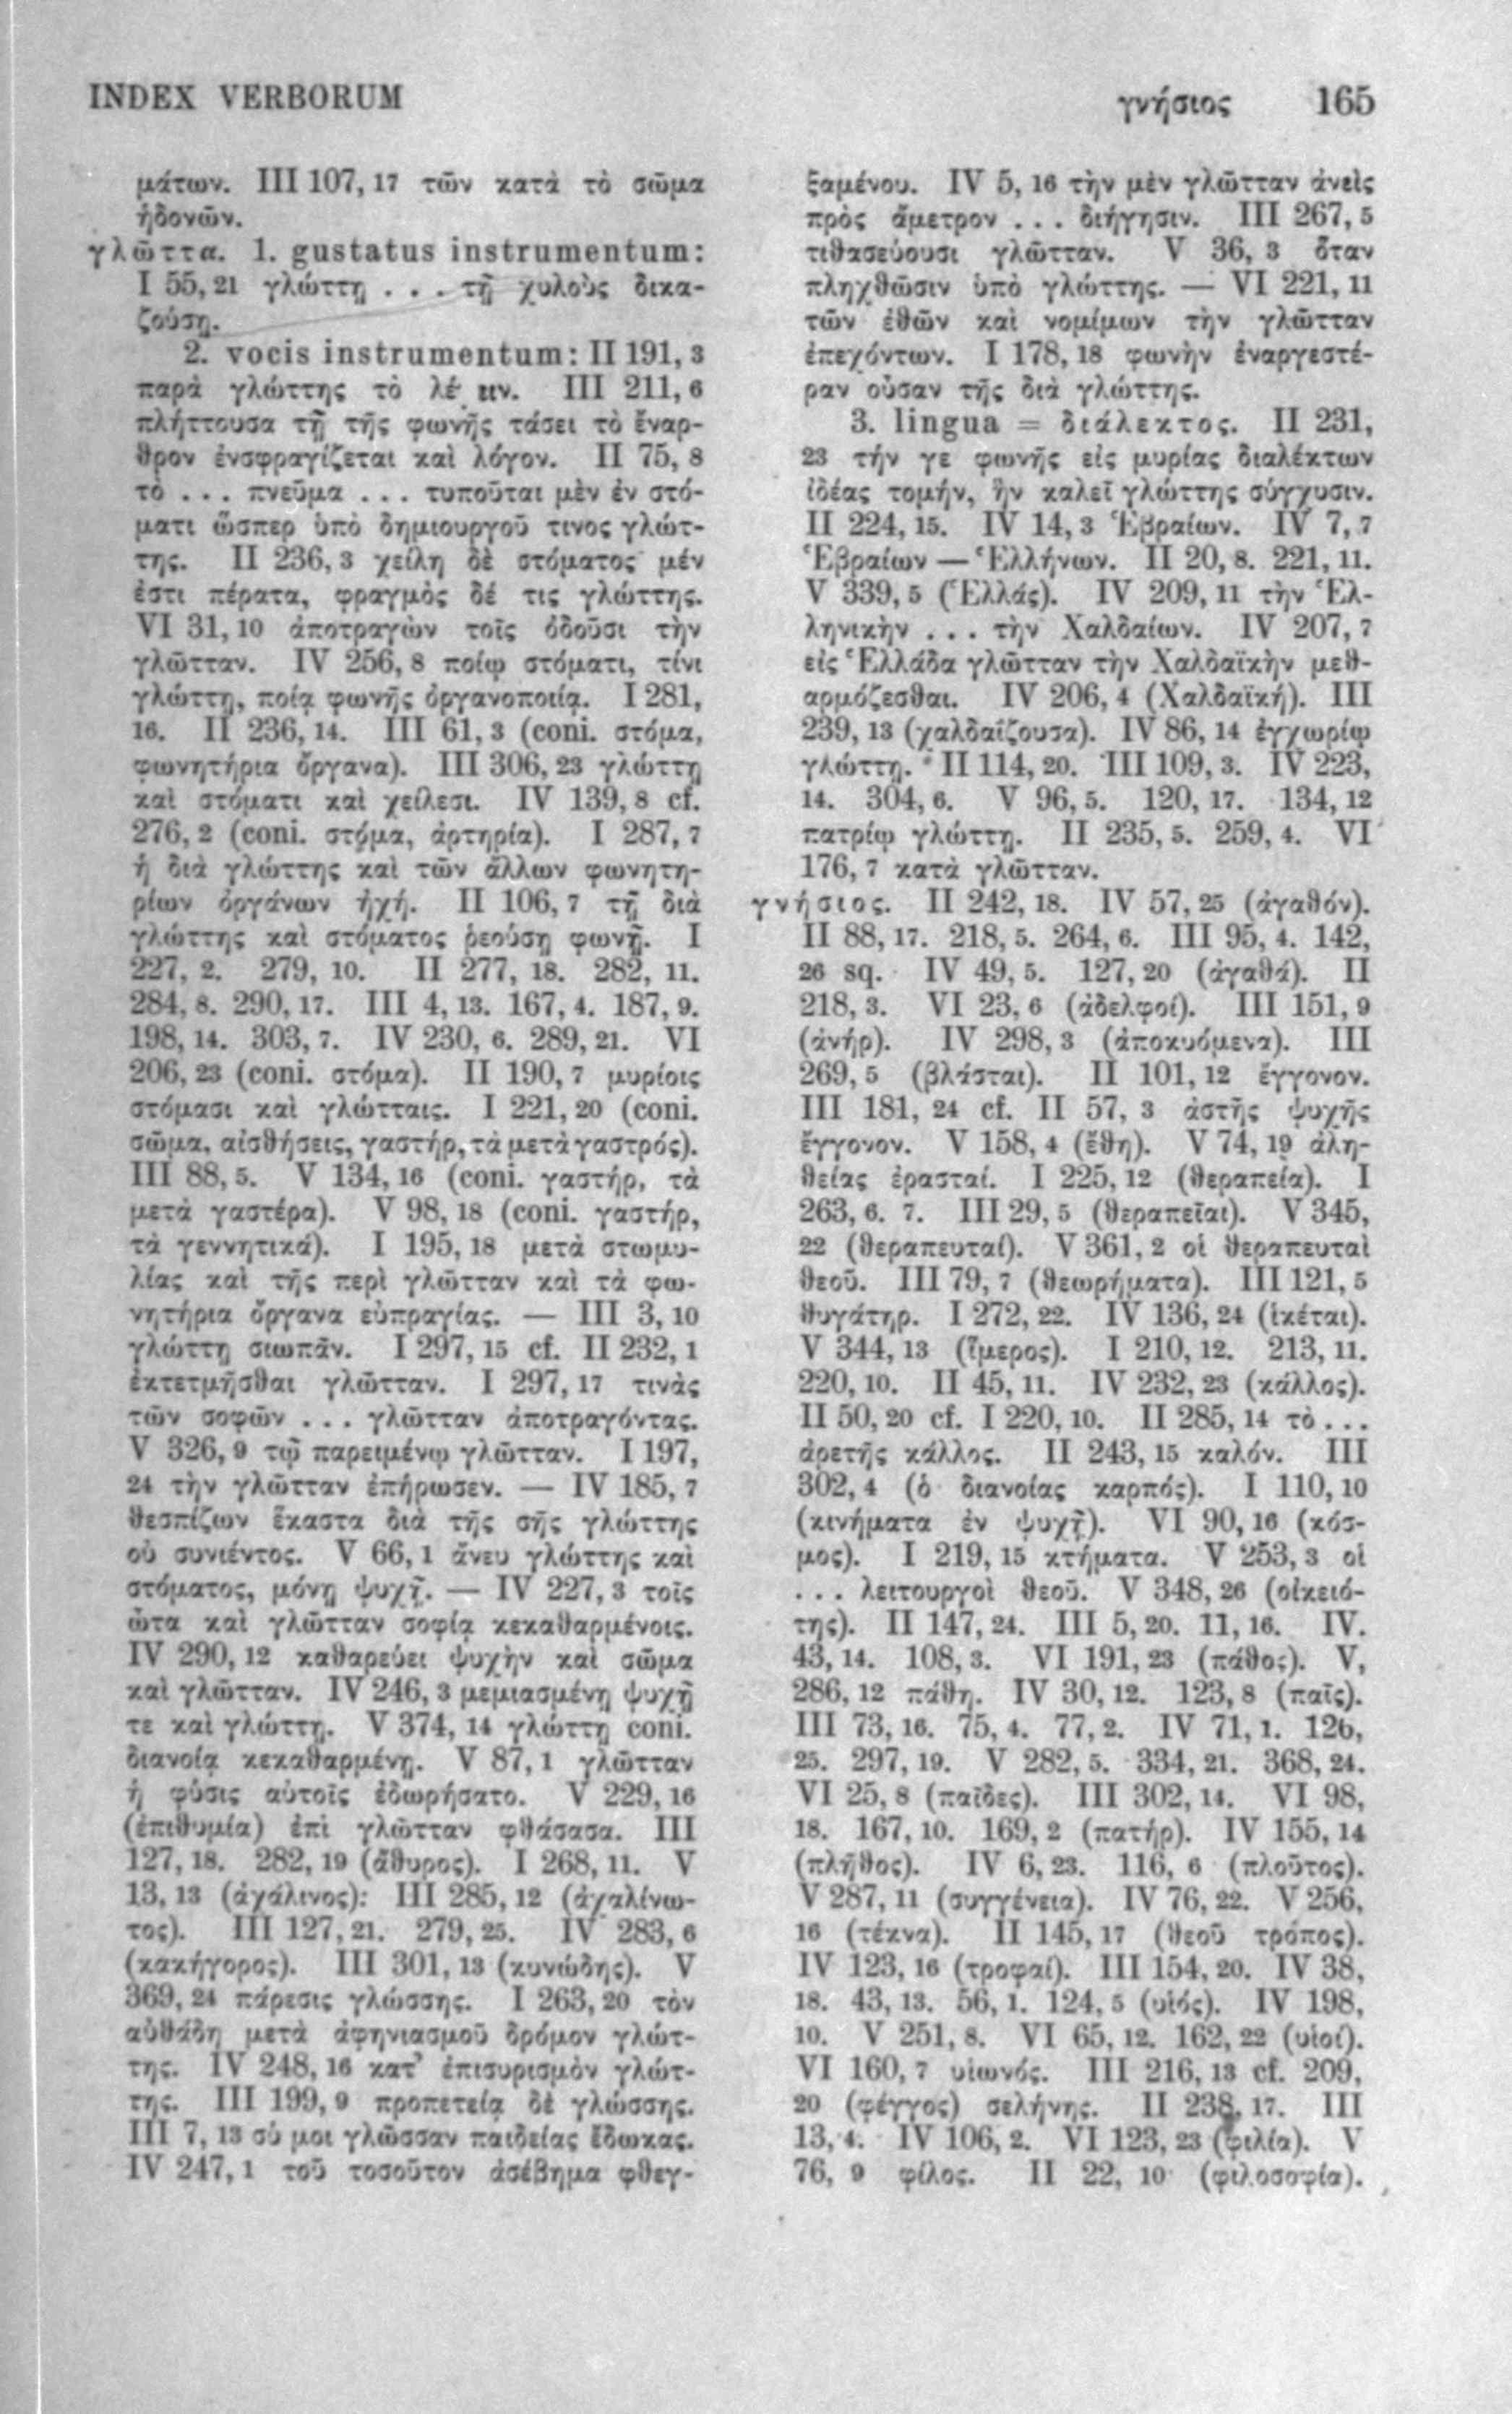 INDEX VERBORUM
γνήσιος 165
μάτων. III 107, 17 τῶν κατὰ τὸ σῶμα
ἡδονῶν.
γλῶττα. 1. gustatus instrumentum:
I 55, 21 γλώττῃ . . . τῇ χυλοὺς δικα-
ζούσῃ.
2. vocis instrumentum: II 191, 3
παρὰ γλώττης τὸ λέ ειν. III 211, 6
πλήττουσα τῇ τῆς φωνῆς τάσει τὸ ἔναρ-
θρον ἐνσφραγίζεται καὶ λόγον. II 75, 8
τὸ . . . πνεῦμα . . . τυποῦται μὲν ἐν στό-
ματι ὥσπερ ὑπὸ δημιουργοῦ τινος γλώτ-
της. II 236, 3 χείλη δὲ στόματος μέν
ἐστι πέρατα, φραγμὸς δέ τις γλώττης.
VI 31, 10 ἀποτραγὼν τοῖς ὀδοῦσι τὴν
γλῶτταν. IV 256, 8 ποίῳ στόματι, τίνι
γλώττῃ, ποίᾳ φωνῆς ὀργανοποιίᾳ. I 281,
16. II 236, 14. III 61, 3 (coni. στόμα,
φωνητήρια ὄργανα). III 306, 23 γλώττῃ
καὶ στόματι καὶ χείλεσι. IV 139, 8 cf.
276, 2 (coni. στόμα, ἀρτηρία). I 287, 7
ἡ διὰ γλώττης καὶ τῶν ἄλλων φωνητη-
ρίων ὀργάνων ἠχή. II 106, 7 τῇ διὰ
γλώττης καὶ στόματος ῥεούσῃ φωνῇ. I
227, 2. 279, 10. II 277, 18. 282, 11.
284, 8. 290, 17. III 4, 13. 167, 4. 187, 9.
198, 14. 303, 7. IV 230, 6. 289, 21. VI
206, 23 (coni. στόμα). II 190, 7 μυρίοις
στόμασι καὶ γλώτταις. I 221, 20 (coni.
σῶμα, αἰσθήσεις, γαστήρ, τὰ μετὰ γαστρός).
III 88, 5. V 134, 16 (coni. γαστήρ, τὰ
μετὰ γαστέρα). V 98, 18 (coni. γαστήρ,
τὰ γεννητικά). I 195, 18 μετὰ στωμυ-
λίας καὶ τῆς περὶ γλῶτταν καὶ τὰ φω-
νητήρια ὄργανα εὐπραγίας. — III 3, 10
γλώττῃ σιωπᾶν. I 297, 15 cf. II 232, 1
ἐκτετμῆσθαι γλῶτταν. I 297, 17 τινὰς
τῶν σοφῶν . . . γλῶτταν ἀποτραγόντας.
V 326, 9 τῷ παρειμένῳ γλῶτταν. I 197,
24 τὴν γλῶτταν ἐπήρωσεν. — IV 185, 7
θεσπίζων ἕκαστα διὰ τῆς σῆς γλώττης
οὐ συνιέντος. V 66, 1 ἄνευ γλώττης καὶ
στόματος, μόνῃ ψυχῇ. — IV 227, 3 τοῖς
ὦτα καὶ γλῶτταν σοφίᾳ κεκαθαρμένοις.
IV 290, 12 καθαρεύει ψυχὴν καὶ σῶμα
καὶ γλῶτταν. IV 246, 3 μεμιασμένῃ ψυχῇ
τε καὶ γλώττῃ. V 374, 14 γλώττῃ coni.
διανοίᾳ κεκαθαρμένῃ. V 87, 1 γλῶτταν
ἡ φύσις αὐτοῖς ἐδωρήσατο. V 229, 16
(ἐπιθυμία) ἐπὶ γλῶτταν φθάσασα. III
127, 18. 282, 19 (ἄθυρος). I 268, 11. V
13, 13 (ἀχάλινος): III 285, 12 (ἀχαλίνω-
τος). III 127, 21. 279, 25. IV 283, 6
(κακήγορος). III 301, 13 (κυνώδης). V
369, 24 πάρεσις γλώσσης. I 263, 20 τὸν
αὐθάδη μετὰ ἀφηνιασμοῦ δρόμον γλώτ-
της. IV 248, 16 κατ’ ἐπισυρισμὸν γλώτ-
της. III 199, 9 προπετείᾳ δὲ γλώσσης.
III 7, 13 σύ μοι γλῶσσαν παιδείας ἔδωκας.
IV 247, 1 τοῦ τοσοῦτον ἀσέβημα φθεγ-
ξαμένου. IV 5, 16 τὴν μὲν γλῶτταν ἀνεὶς
πρὸς ἄμετρον . . . διήγησιν. III 267, 5
τιθασεύουσι γλῶτταν. V 36, 3 ὅταν
πληχθῶσιν ὑπὸ γλώττης. — VI 221, 11
τῶν ἐθῶν καὶ νομίμων τὴν γλῶτταν
ἐπεχόντων. I 178, 18 φωνὴν ἐναργεστέ-
ραν οὖσαν τῆς διὰ γλώττης.
3. lingua = διάλεκτος. II 231,
23 τήν γε φωνῆς εἰς μυρίας διαλέκτων
ἰδέας τομήν, ἣν καλεῖ γλώττης σύγχυσιν.
II 224, 15. IV 14, 3 Ἑβραίων. IV 7, 7
Ἑβραίων — Ἑλλήνων. II 20, 8. 221, 11.
V 339, 5 (Ἑλλάς). IV 209, 11 τὴν Ἑλ-
ληνικὴν . . . τὴν Χαλδαίων. IV 207, 7
εἰς Ἑλλάδα γλῶτταν τὴν Χαλδαϊκὴν μεθ-
αρμόζεσθαι. IV 206, 4 (Χαλδαϊκή). III
239, 13 (χαλδαΐζουσα). IV 86, 14 ἐγχωρίῳ
γλώττῃ. II 114, 20. III 109, 3. IV 223,
14. 304, 6. V 96, 5. 120, 17. 134, 12
πατρίῳ γλώττῃ. II 235, 5. 259, 4. VI
176, 7 κατὰ γλῶτταν.
γνήσιος. II 242, 18. IV 57, 25 (ἀγαθόν).
II 88, 17. 218, 5. 264, 6. III 95, 4. 142,
26 sq. IV 49, 5. 127, 20 (ἀγαθά). II
218, 3. VI 23, 6 (ἀδελφοί). III 151, 9
(ἀνήρ). IV 298, 3 (ἀποκυόμενα). III
269, 5 (βλάσται). II 101, 12 ἔγγονον.
III 181, 24 cf. II 57, 3 ἀστῆς ψυχῆς
ἔγγονον. V 158, 4 (ἔθη). V 74, 19 ἀλη-
θείας ἐρασταί. I 225, 12 (θεραπεία). I
263, 6. 7. III 29, 5 (θεραπεῖαι). V 345,
22 (θεραπευταί). V 361, 2 οἱ θεραπευταὶ
θεοῦ. III 79, 7 (θεωρήματα). III 121, 5
θυγάτηρ. I 272, 22. IV 136, 24 (ἱκέται).
V 344, 13 (ἵμερος). I 210, 12. 213, 11.
220, 10. II 45, 11. IV 232, 23 (κάλλος).
II 50, 20 cf. I 220, 10. II 285, 14 τὸ . . .
ἀρετῆς κάλλος. II 243, 15 καλόν. III
302, 4 (ὁ διανοίας καρπός). I 110, 10
(κινήματα ἐν ψυχῇ). VI 90, 16 (κόσ-
μος). I 219, 15 κτήματα. V 253, 3 οἱ
. . . λειτουργοὶ θεοῦ. V 348, 26 (οἰκειό-
της). II 147, 24. III 5, 20. 11, 16. IV.
43, 14. 108, 3. VI 191, 23 (πάθος). V,
286, 12 πάθη. IV 30, 12. 123, 8 (παῖς).
III 73, 16. 75, 4. 77, 2. IV 71, 1. 126,
25. 297, 19. V 282, 5. 334, 21. 368, 24.
VI 25, 8 (παῖδες). III 302, 14. VI 98,
18. 167, 10. 169, 2 (πατήρ). IV 155, 14
(πλῆθος). IV 6, 23. 116, 6 (πλοῦτος).
V 287, 11 (συγγένεια). IV 76, 22. V 256,
16 (τέκνα). II 145, 17 (θεοῦ τρόπος).
IV 123, 16 (τροφαί). III 154, 20. IV 38,
18. 43, 13. 56, 1. 124, 5 (υἱός). IV 198,
10. V 251, 8. VI 65, 12. 162, 22 (υἱοί).
VI 160, 7 υἱωνός. III 216, 13 cf. 209,
20 (φέγγος) σελήνης. II 238, 17. III
13, 4. IV 106, 2. VI 123, 23 (φιλία). V
76, 9 φίλος. II 22, 10 (φιλοσοφία).